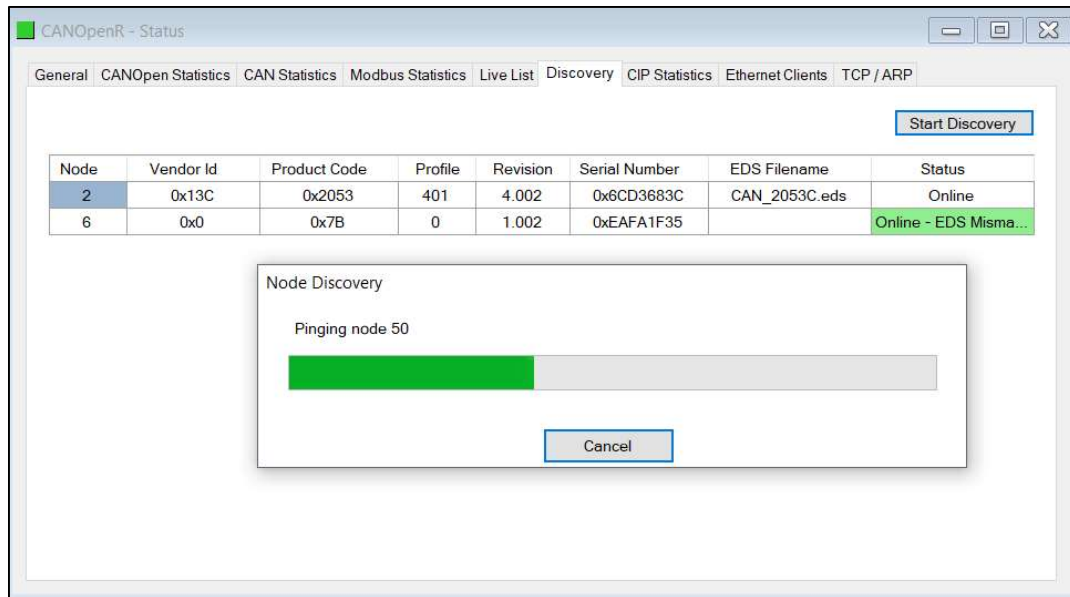 CANOpenR - Status
General CANOpen Statistics CAN Statistics Modbus Statistics Live List Discovery CIP Statistics Ethernet Clients TCP / ARP
Start Discovery
Node Vendor Id Product Code Profile Revision Serial Number EDS Filename Status
2 0x13C 0x2053 401 4.002 0x6CD3683C CAN_2053C.eds Online
6 0x0 0x7B 0 1.002 0xEAFA1F35 Online - EDS Misma...
Node Discovery
Pinging node 50
Cancel